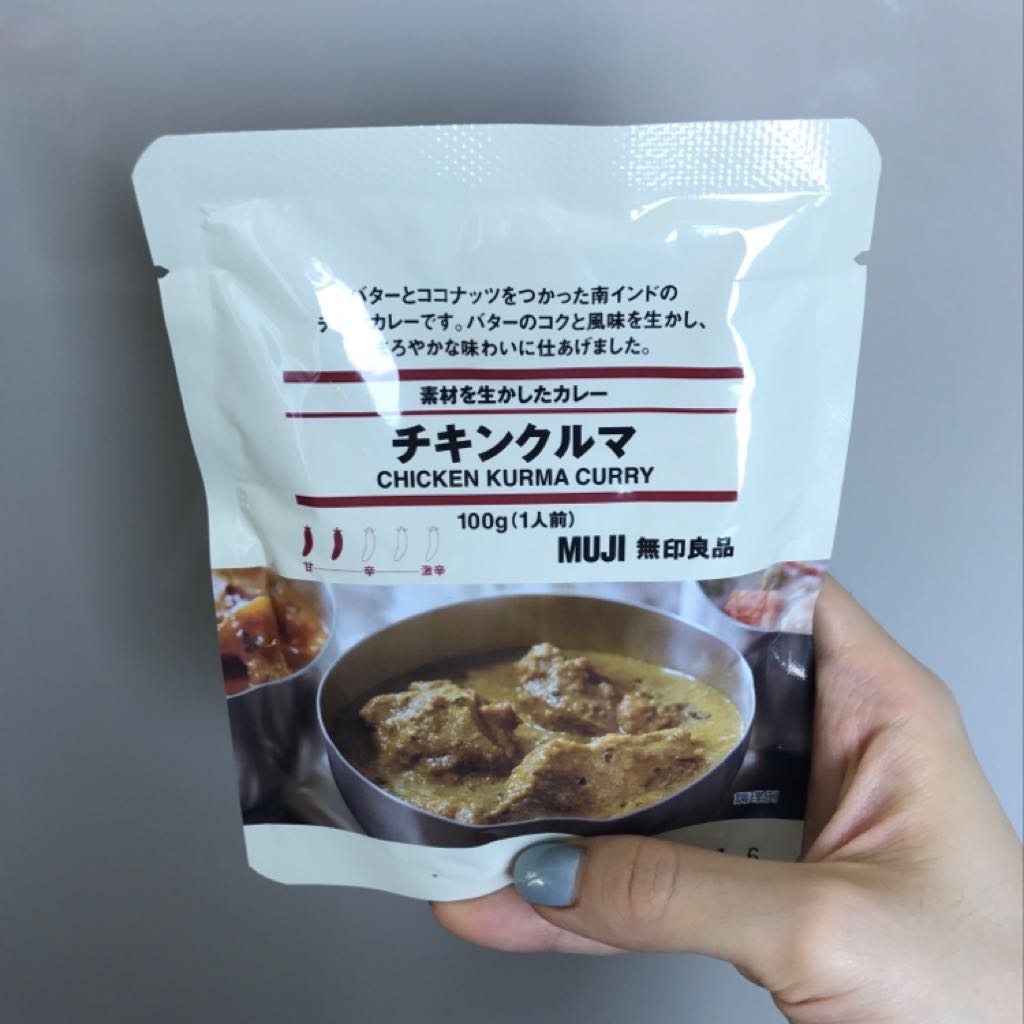 バターとココナッツをつかった南インドの
カレーです。バターのコクと風味を生かし、
まろやかな味わいに仕あげました。
素材を生かしたカレー
チキンクルマ
CHICKEN KURMA CURRY
100g(1人前)
甘 辛 激辛
MUJI 無印良品
調理例